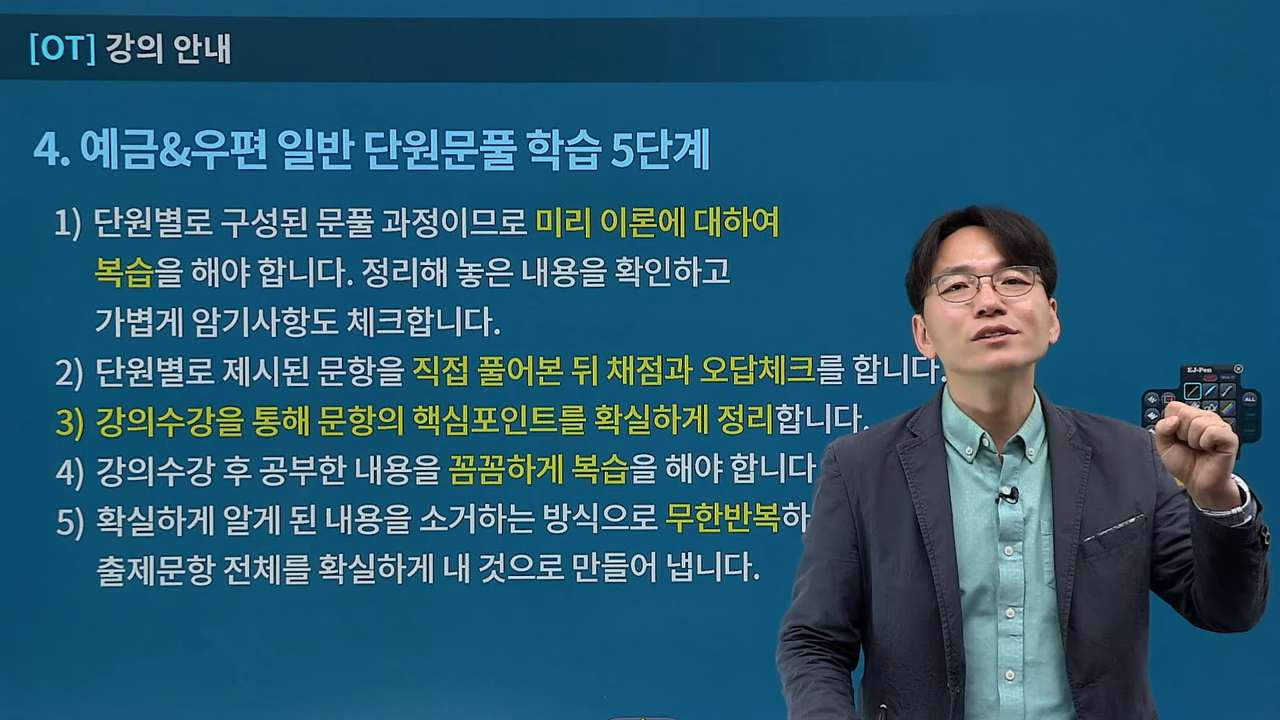 [OT] 강의 안내
4. 예금&우편 일반 단원문풀 학습 5단계
1) 단원별로 구성된 문풀 과정이므로 미리 이론에 대하여
복습을 해야 합니다. 정리해 놓은 내용을 확인하고
가볍게 암기사항도 체크합니다.
2) 단원별로 제시된 문항을 직접 풀어본 뒤 채점과 오답체크를 합니다.
3) 강의수강을 통해 문항의 핵심포인트를 확실하게 정리합니다.
4) 강의수강 후 공부한 내용을 꼼꼼하게 복습을 해야 합니다
5) 확실하게 알게 된 내용을 소거하는 방식으로 무한반복하
출제문항 전체를 확실하게 내 것으로 만들어 냅니다.
EJ-Pen
ALL